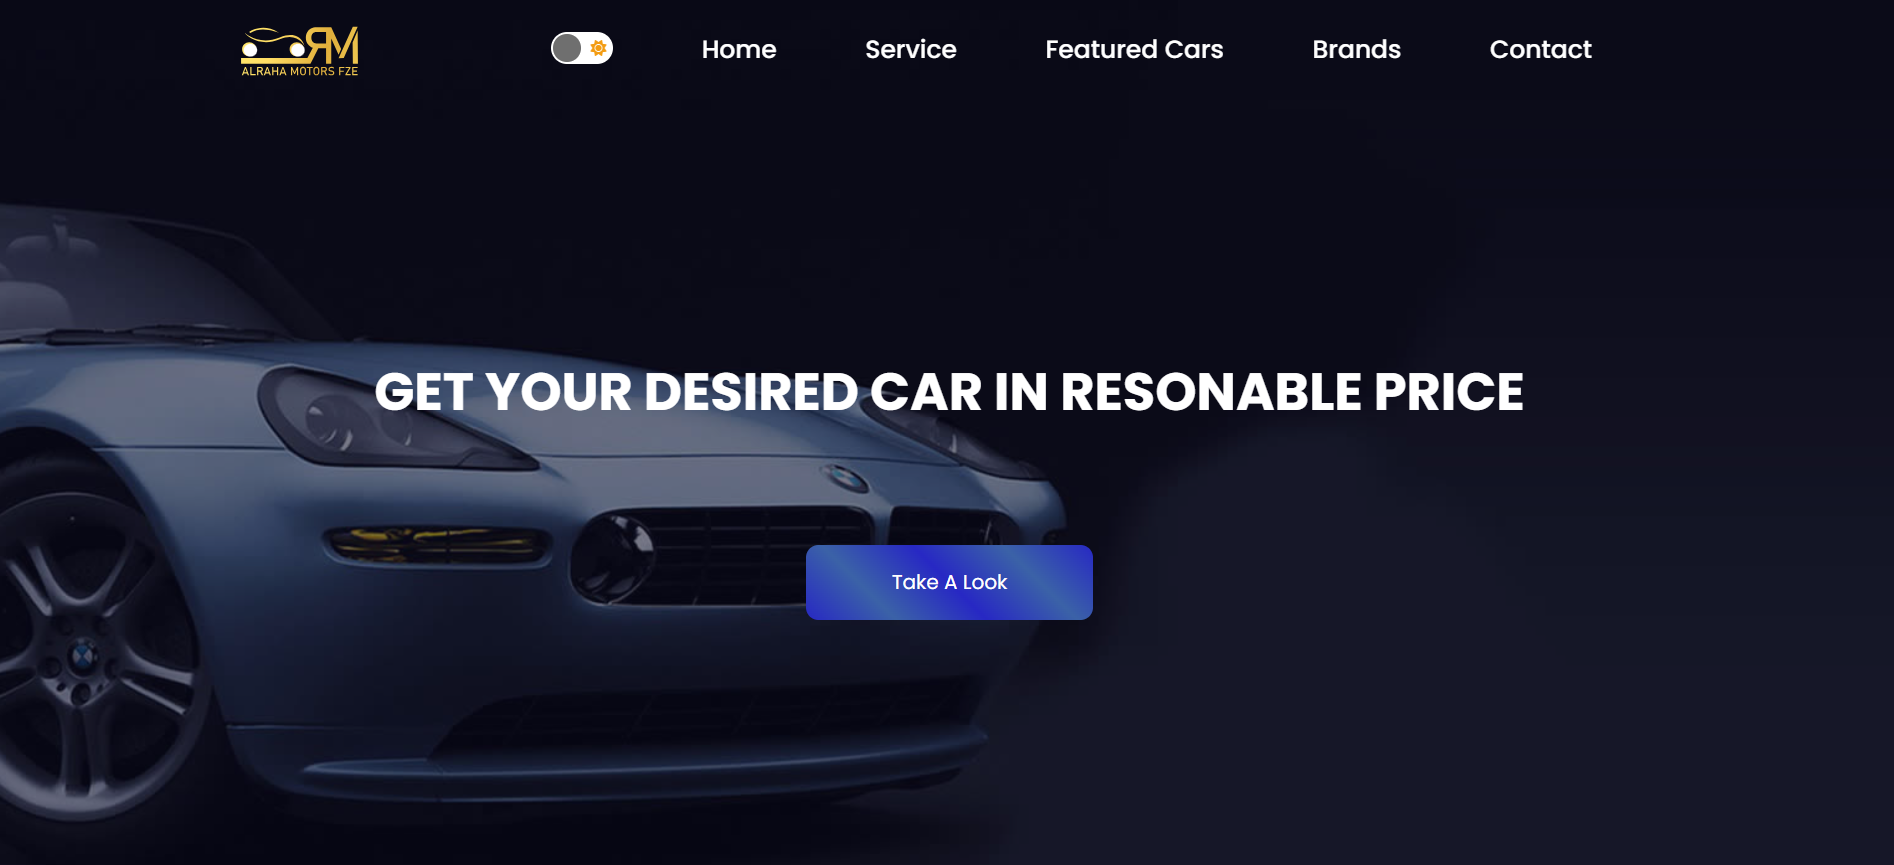 RM
ALRAHA MOTORS FZE
Home Service Featured Cars Brands Contact
GET YOUR DESIRED CAR IN RESONABLE PRICE
Take A Look